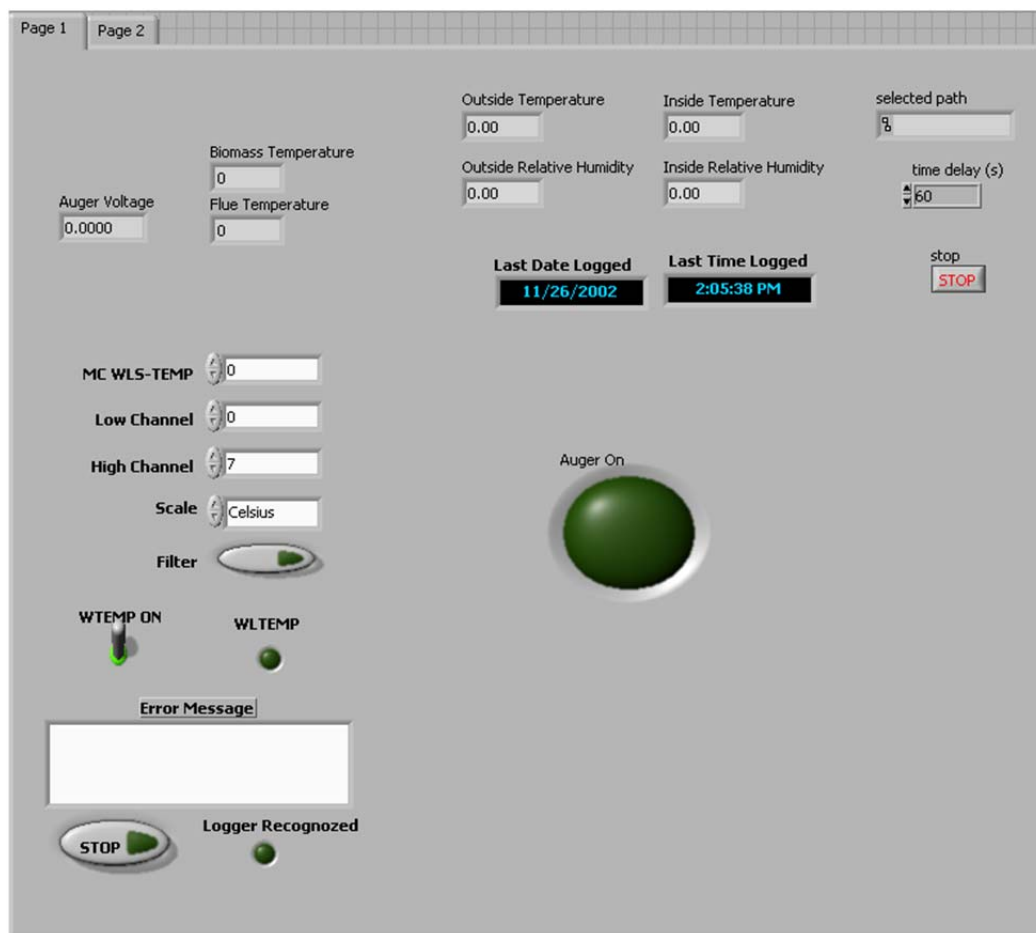 Page 1
Page 2
Outside Temperature
0.00
Inside Temperature
0.00
selected path
Biomass Temperature
0
Outside Relative Humidity
0.00
Inside Relative Humidity
0.00
time delay (s)
60
Auger Voltage
0.0000
Flue Temperature
0
Last Date Logged
11/26/2002
Last Time Logged
2:05:38 PM
stop
STOP
MC WLS-TEMP
0
Low Channel
0
High Channel
7
Scale
Celsius
Filter
Auger On
WTEMP ON
WLTEMP
Error Message
STOP
Logger Recognozed